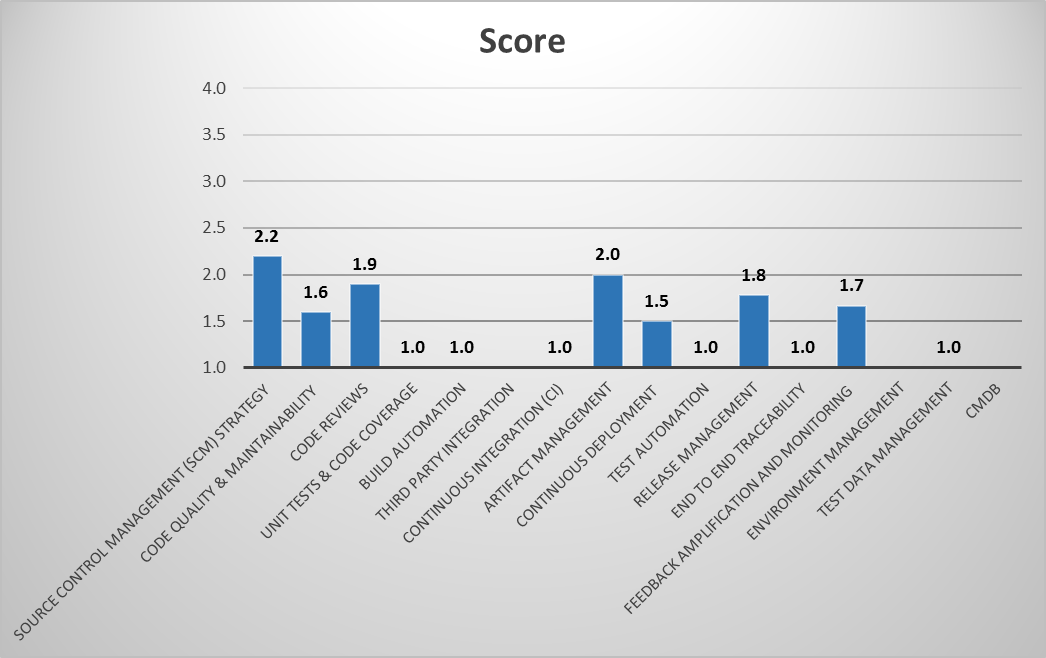 Score
4.0
3.5
3.0
2.5
2.0
1.5
1.0
2.2
1.6
1.9
1.0
1.0
1.0
2.0
1.5
1.0
1.8
1.0
1.7
1.0
SOURCE CONTROL MANAGEMENT (SCM) STRATEGY
CODE QUALITY & MAINTAINABILITY
CODE REVIEWS
UNIT TESTS & CODE COVERAGE
BUILD AUTOMATION
THIRD PARTY INTEGRATION
CONTINUOUS INTEGRATION (CI)
ARTIFACT MANAGEMENT
CONTINUOUS DEPLOYMENT
TEST AUTOMATION
RELEASE MANAGEMENT
END TO END TRACEABILITY
FEEDBACK AMPLIFICATION AND MONITORING
ENVIRONMENT MANAGEMENT
TEST DATA MANAGEMENT
CMDB